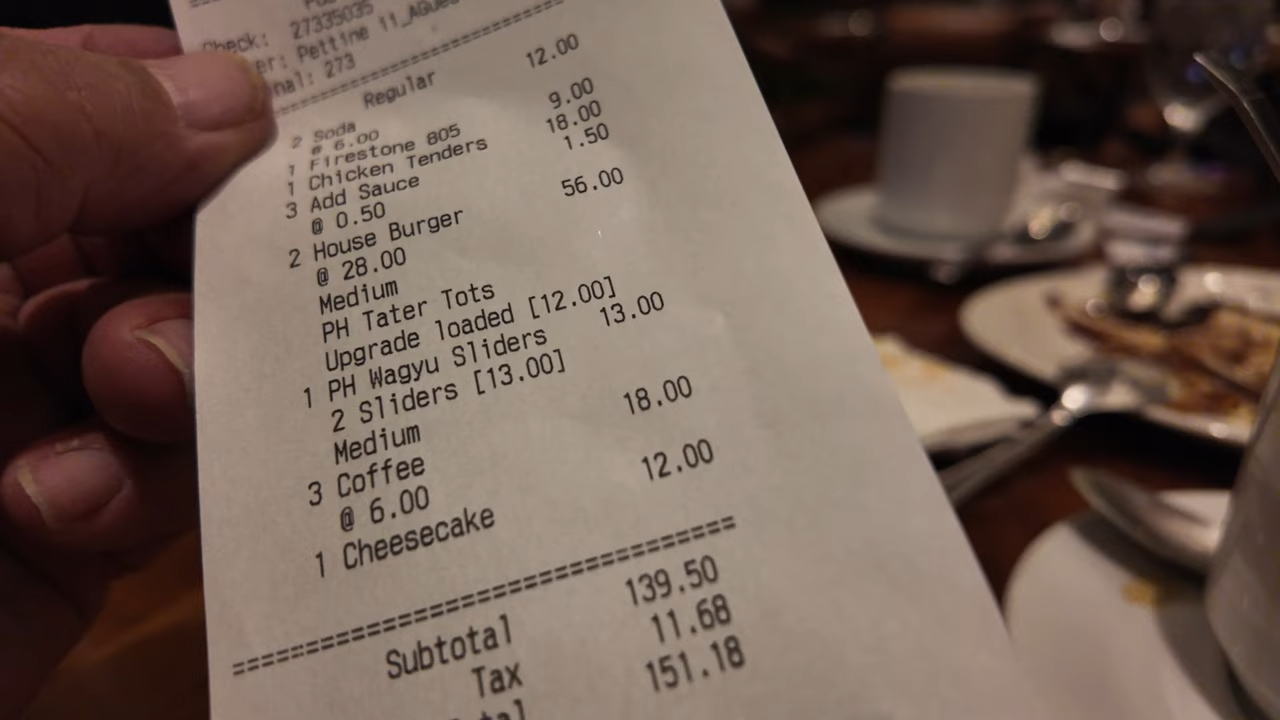 Check: 27335035
er: Pettine 11_AGues
nal: 273
================================
Regular
2 Soda 12.00
@ 6.00
1 Firestone 805 9.00
1 Chicken Tenders 18.00
3 Add Sauce 1.50
@ 0.50
2 House Burger 56.00
@ 28.00
Medium
PH Tater Tots
Upgrade loaded [12.00]
1 PH Wagyu Sliders 13.00
2 Sliders [13.00]
Medium
3 Coffee 18.00
@ 6.00
1 Cheesecake 12.00
================================
Subtotal 139.50
Tax 11.68
tal 151.18